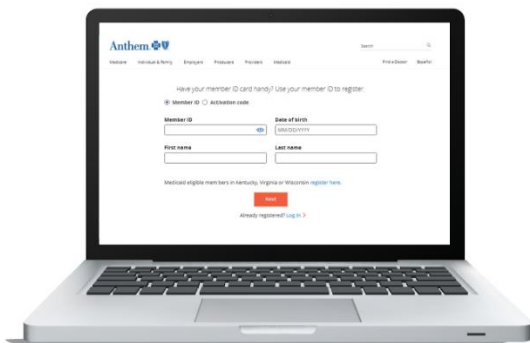 Anthem
Search
Medicare Individual & Family Employers Producers Providers Medicaid Find a Doctor Español
Have your member ID card handy? Use your member ID to register.
Member ID Activation code
Member ID Date of birth
MM/DD/YYYY
First name Last name
Medicaid eligible members in Kentucky, Virginia or Wisconsin register here.
Next
Already registered? Log in >